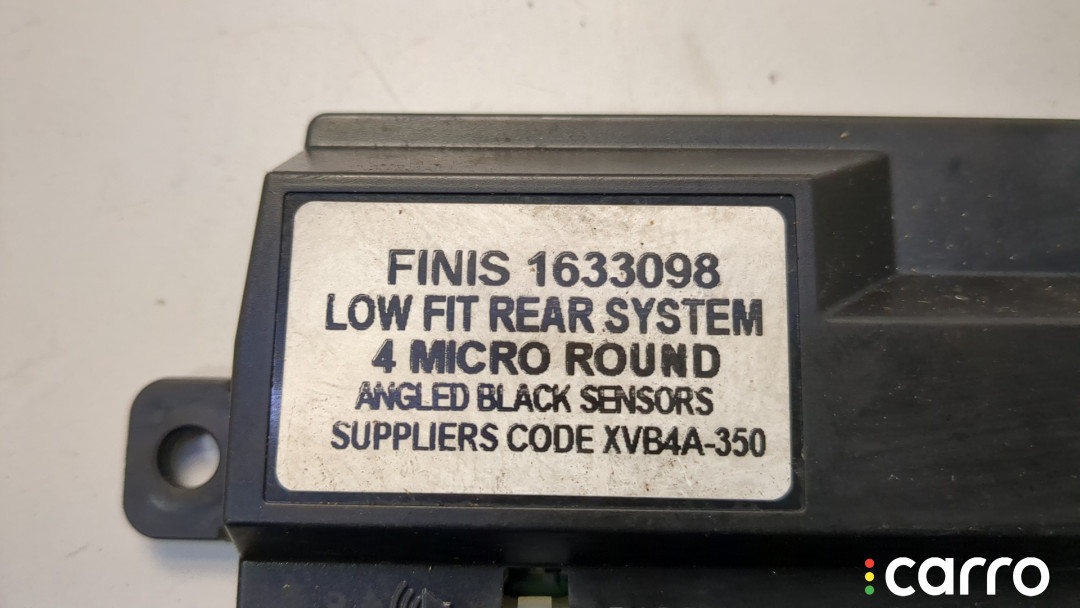 FINIS 1633098
LOW FIT REAR SYSTEM
4 MICRO ROUND
ANGLED BLACK SENSORS
SUPPLIERS CODE XVB4A-350
carro